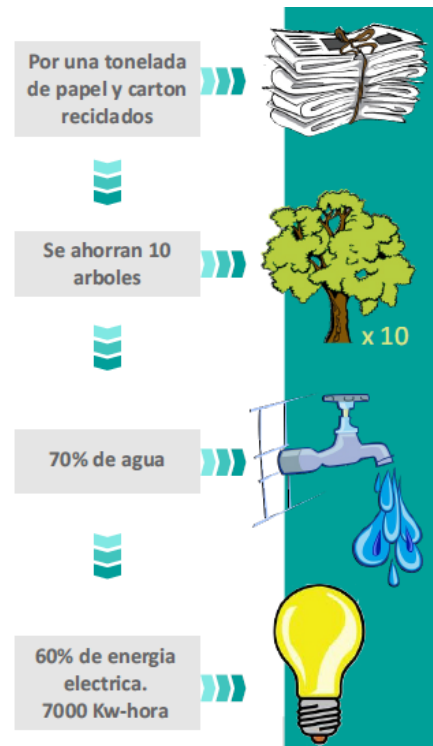 Por una tonelada
de papel y carton
reciclados
Se ahorran 10
arboles
x 10
70% de agua
60% de energia
electrica.
7000 Kw-hora